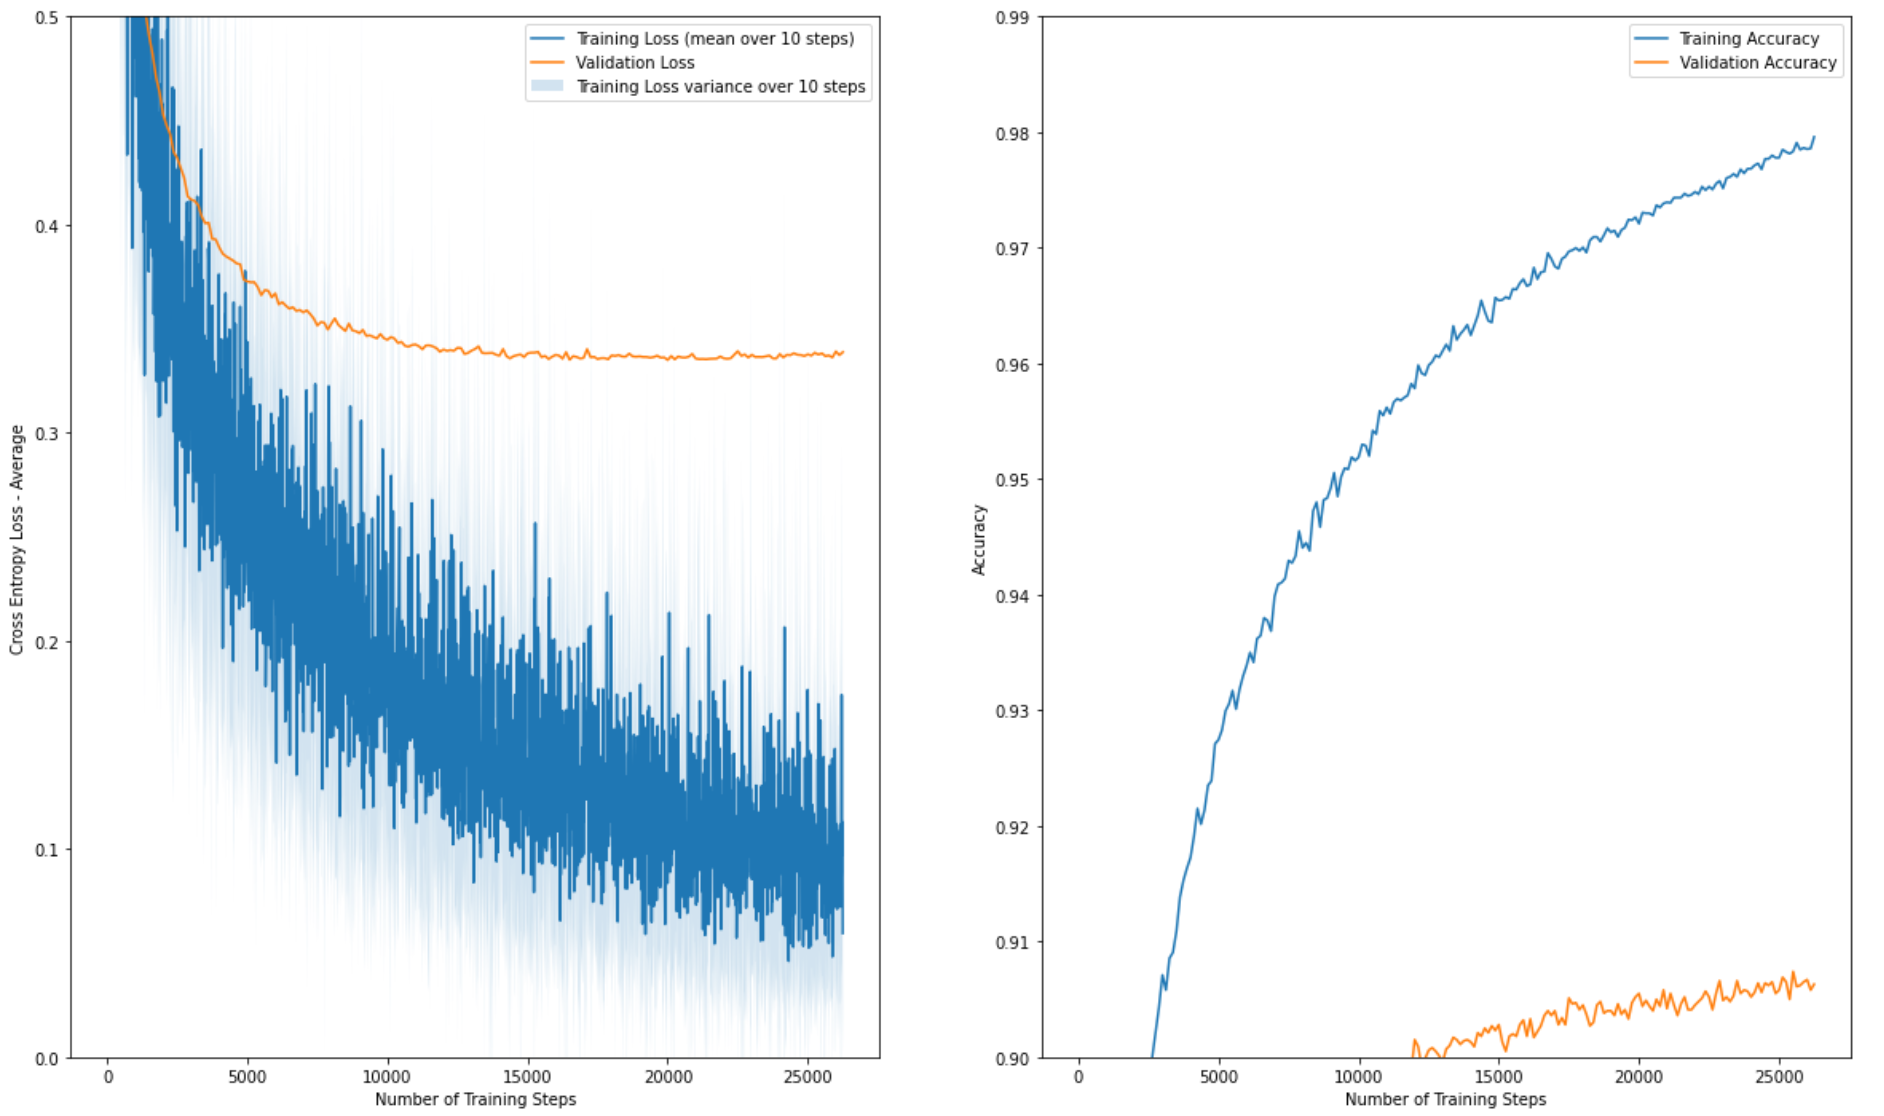 0.5
0.4
0.3
0.2
0.1
0.0
Cross Entropy Loss - Average
Training Loss (mean over 10 steps)
Validation Loss
Training Loss variance over 10 steps
0 5000 10000 15000 20000 25000
Number of Training Steps
0.99
0.98
0.97
0.96
0.95
0.94
0.93
0.92
0.91
0.90
Accuracy
Training Accuracy
Validation Accuracy
0 5000 10000 15000 20000 25000
Number of Training Steps